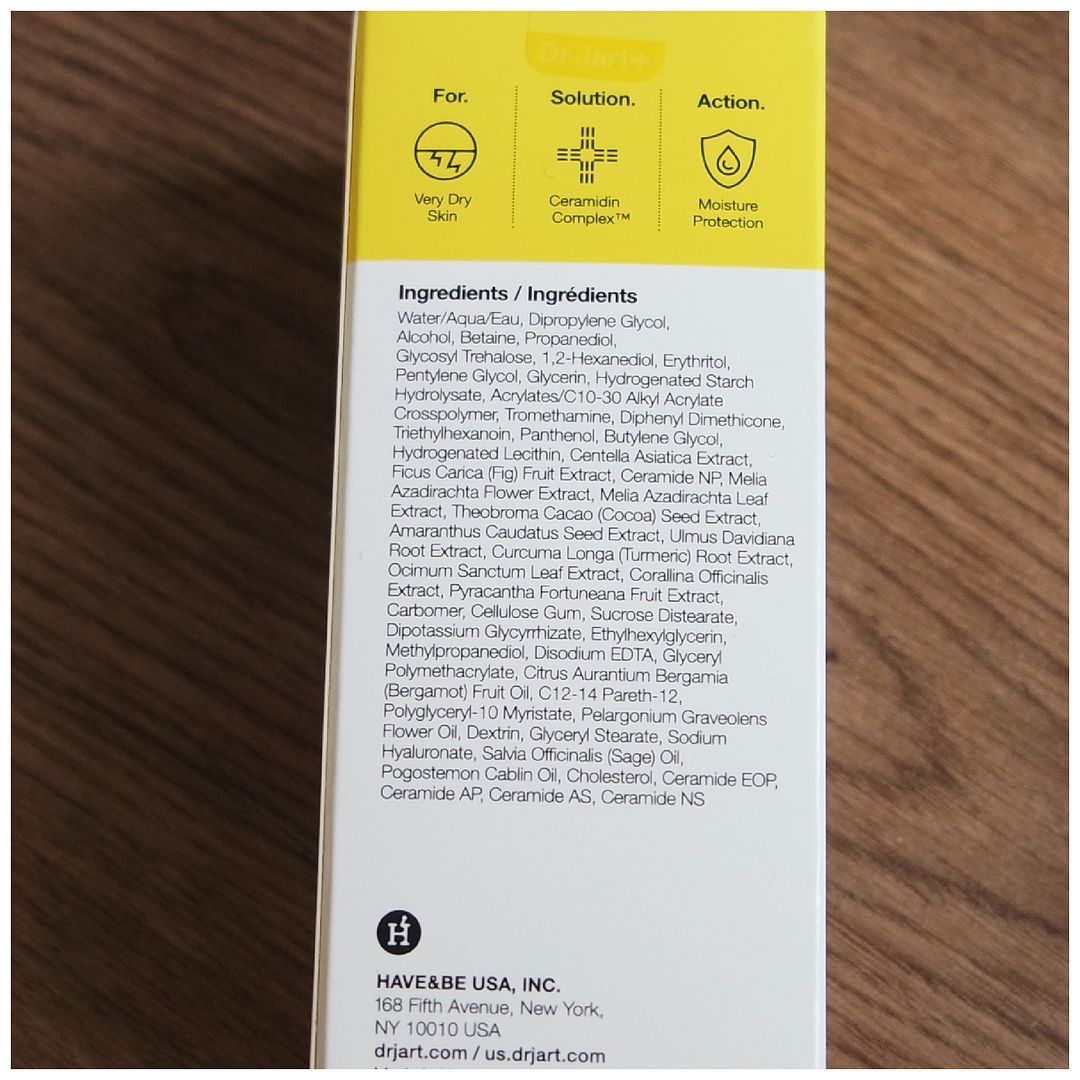 Dr.Jart+
For.
Solution.
Action.
Very Dry
Skin
Ceramidin
Complex™
Moisture
Protection
Ingredients / Ingrédients
Water/Aqua/Eau, Dipropylene Glycol,
Alcohol, Betaine, Propanediol,
Glycosyl Trehalose, 1,2-Hexanediol, Erythritol,
Pentylene Glycol, Glycerin, Hydrogenated Starch
Hydrolysate, Acrylates/C10-30 Alkyl Acrylate
Crosspolymer, Tromethamine, Diphenyl Dimethicone,
Triethylhexanoin, Panthenol, Butylene Glycol,
Hydrogenated Lecithin, Centella Asiatica Extract,
Ficus Carica (Fig) Fruit Extract, Ceramide NP, Melia
Azadirachta Flower Extract, Melia Azadirachta Leaf
Extract, Theobroma Cacao (Cocoa) Seed Extract,
Amaranthus Caudatus Seed Extract, Ulmus Davidiana
Root Extract, Curcuma Longa (Turmeric) Root Extract,
Ocimum Sanctum Leaf Extract, Corallina Officinalis
Extract, Pyracantha Fortuneana Fruit Extract,
Carbomer, Cellulose Gum, Sucrose Distearate,
Dipotassium Glycyrrhizate, Ethylhexylglycerin,
Methylpropanediol, Disodium EDTA, Glyceryl
Polymethacrylate, Citrus Aurantium Bergamia
(Bergamot) Fruit Oil, C12-14 Pareth-12,
Polyglyceryl-10 Myristate, Pelargonium Graveolens
Flower Oil, Dextrin, Glyceryl Stearate, Sodium
Hyaluronate, Salvia Officinalis (Sage) Oil,
Pogostemon Cablin Oil, Cholesterol, Ceramide EOP,
Ceramide AP, Ceramide AS, Ceramide NS
H
HAVE&BE USA, INC.
168 Fifth Avenue, New York,
NY 10010 USA
drjart.com / us.drjart.com